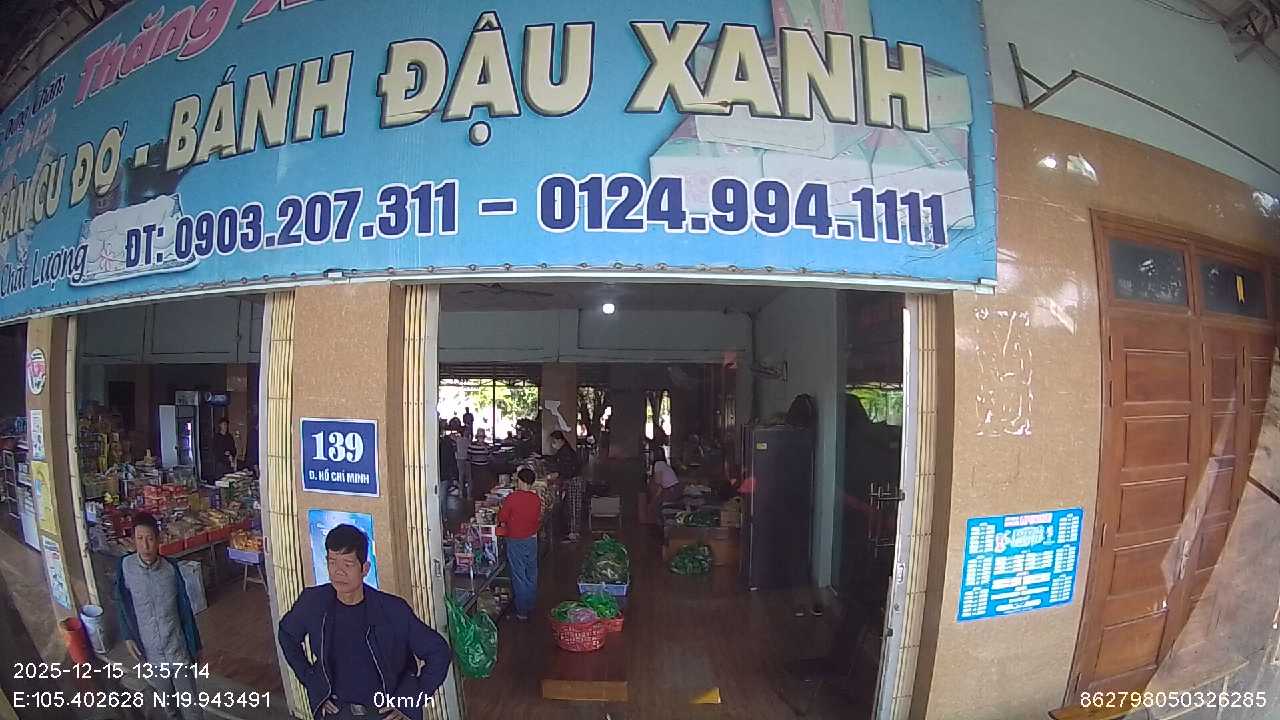 Thăng
- BÁNH ĐẬU XANH
CU ĐƠ
Chất Lượng
ĐT: 0903.207.311 - 0124.994.1111
139
Đ. HỒ CHÍ MINH
2025-12-15 13:57:14
E:105.402628 N:19.943491
0km/h
862798050326285